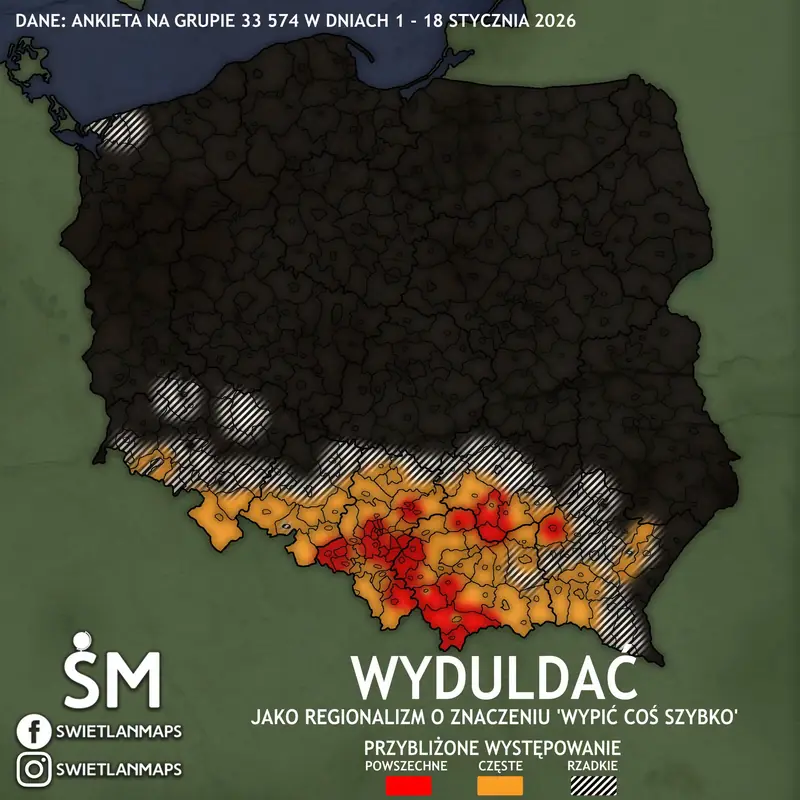 DANE: ANKIETA NA GRUPIE 33 574 W DNIACH 1 - 18 STYCZNIA 2026
ŚM
SWIETLANMAPS
SWIETLANMAPS
WYDULDAĆ
JAKO REGIONALIZM O ZNACZENIU 'WYPIĆ COŚ SZYBKO'
PRZYBLIŻONE WYSTĘPOWANIE
POWSZECHNE CZĘSTE RZADKIE